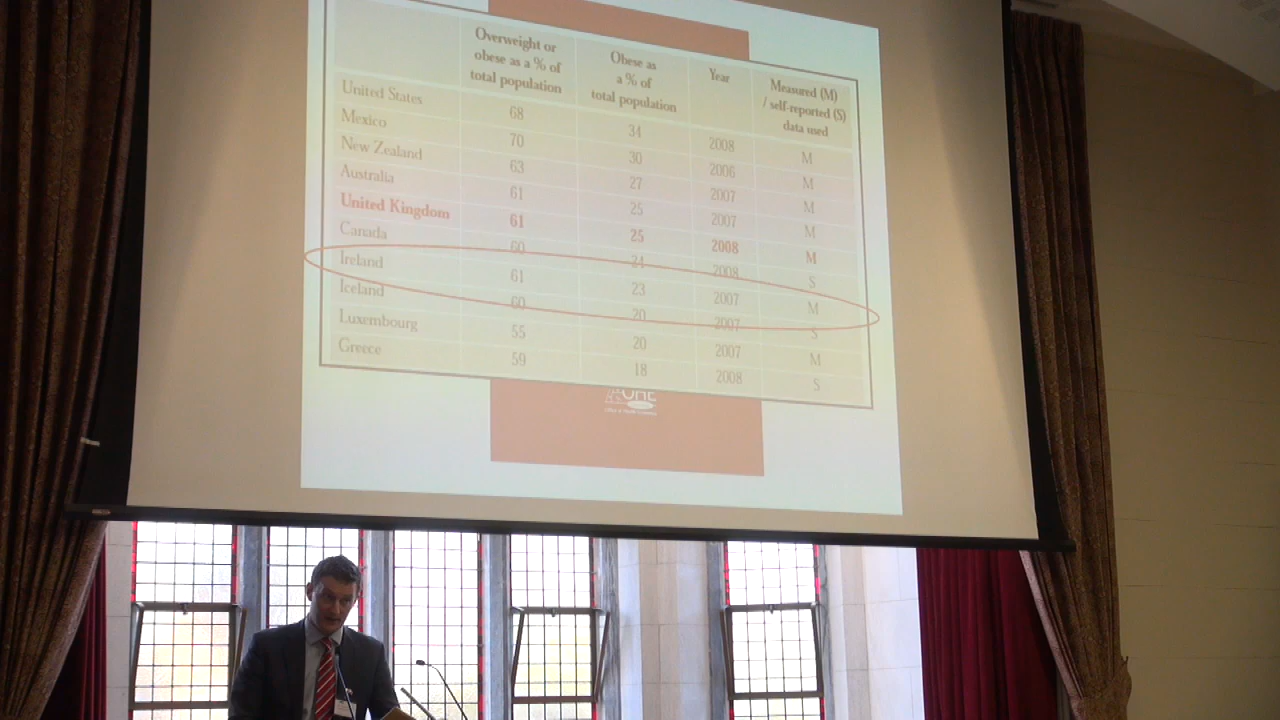 Overweight or obese as a % of total population Obese as a % of total population Year Measured (M) / self-reported (S) data used
United States 68 34 2008 M
Mexico 70 30 2006 M
New Zealand 63 27 2007 M
Australia 61 25 2007 M
United Kingdom 61 25 2008 M
Canada 60 24 2008 S
Ireland 61 23 2007 M
Iceland 60 20 2007 S
Luxembourg 55 20 2007 M
Greece 59 18 2008 S
OHE